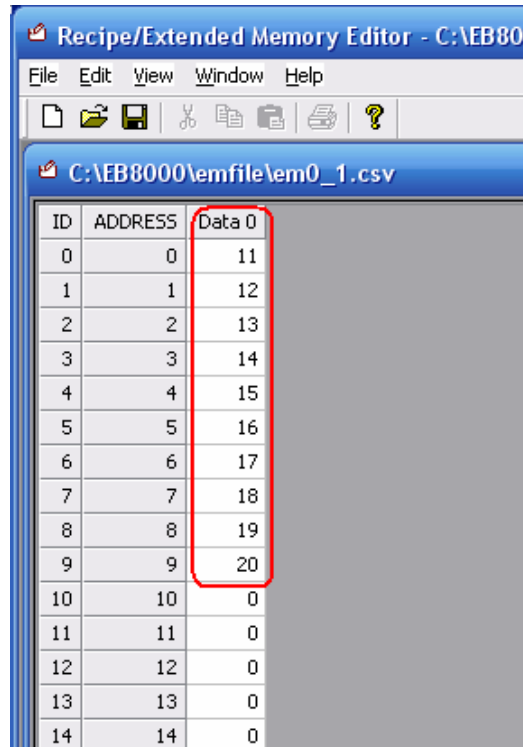 Recipe/Extended Memory Editor - C:\EB80
File Edit View Window Help
C:\EB8000\emfile\em0_1.csv
ID ADDRESS Data 0
0 0 11
1 1 12
2 2 13
3 3 14
4 4 15
5 5 16
6 6 17
7 7 18
8 8 19
9 9 20
10 10 0
11 11 0
12 12 0
13 13 0
14 14 0